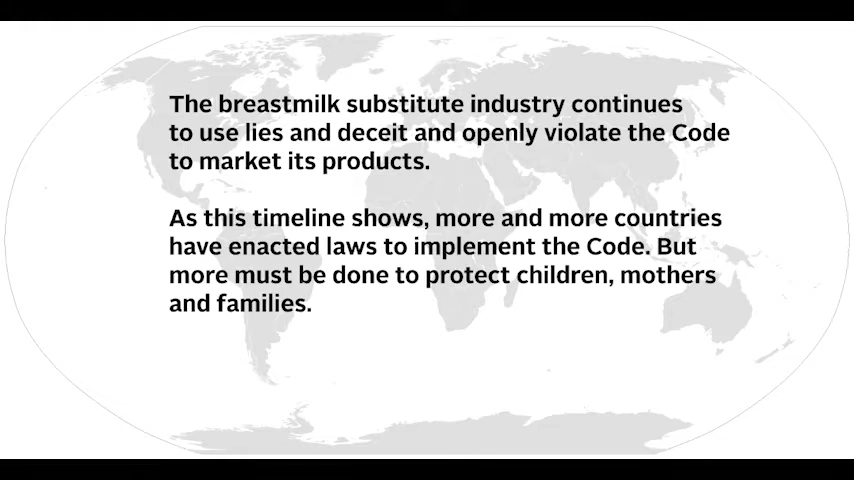 The breastmilk substitute industry continues
to use lies and deceit and openly violate the Code
to market its products.
As this timeline shows, more and more countries
have enacted laws to implement the Code. But
more must be done to protect children, mothers
and families.